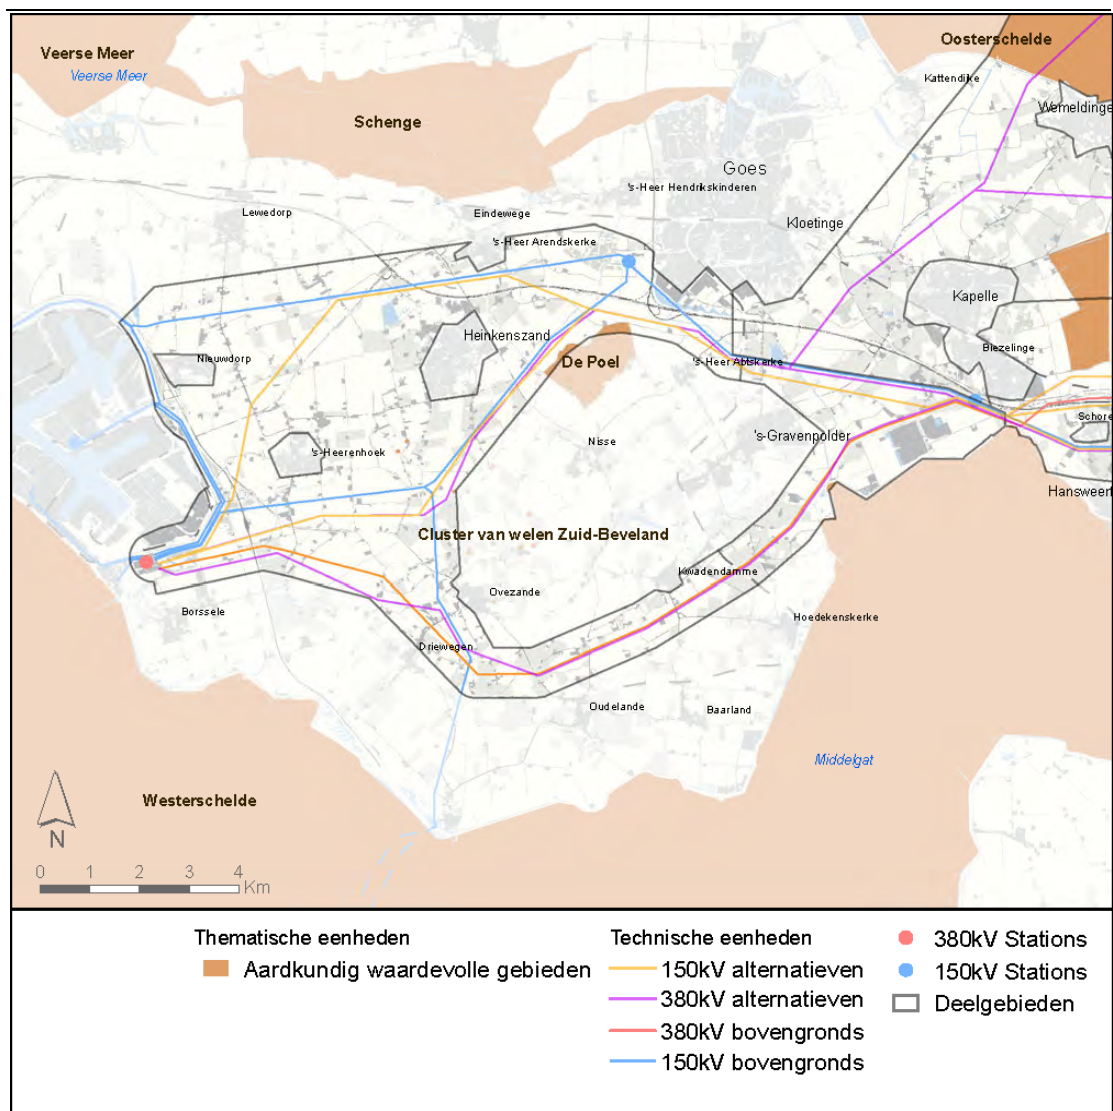 Veerse Meer
Veerse Meer
Oosterschelde
Kattendijke
Wemeldinge
Schenge
Goes
's-Heer Hendrikskinderen
Lewedorp
Eindewege
Kloetinge
's-Heer Arendskerke
Kapelle
Heinkenszand
Biezelinge
Nieuwdorp
De Poel
's-Heer Abtskerke
Schore
's-Gravenpolder
Nisse
's-Heerenhoek
Hansweert
Cluster van welen Zuid-Beveland
Kwadendamme
Ovezande
Borssele
Hoedekenskerke
Driewegen
Oudelande
Baarland
Middelgat
Westerschelde
N
0 1 2 3 4
Km
Thematische eenheden
Aardkundig waardevolle gebieden
Technische eenheden
150kV alternatieven
380kV alternatieven
380kV bovengronds
150kV bovengronds
380kV Stations
150kV Stations
Deelgebieden